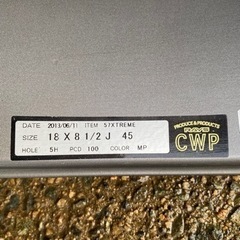 DATE 2013/06/11 ITEM 57XTREME
SIZE 18 X 8 1/2 J 45
HOLE 5H PCD 100 COLOR MP
PRODUCE & PRODUCTS
RAYS
CWP